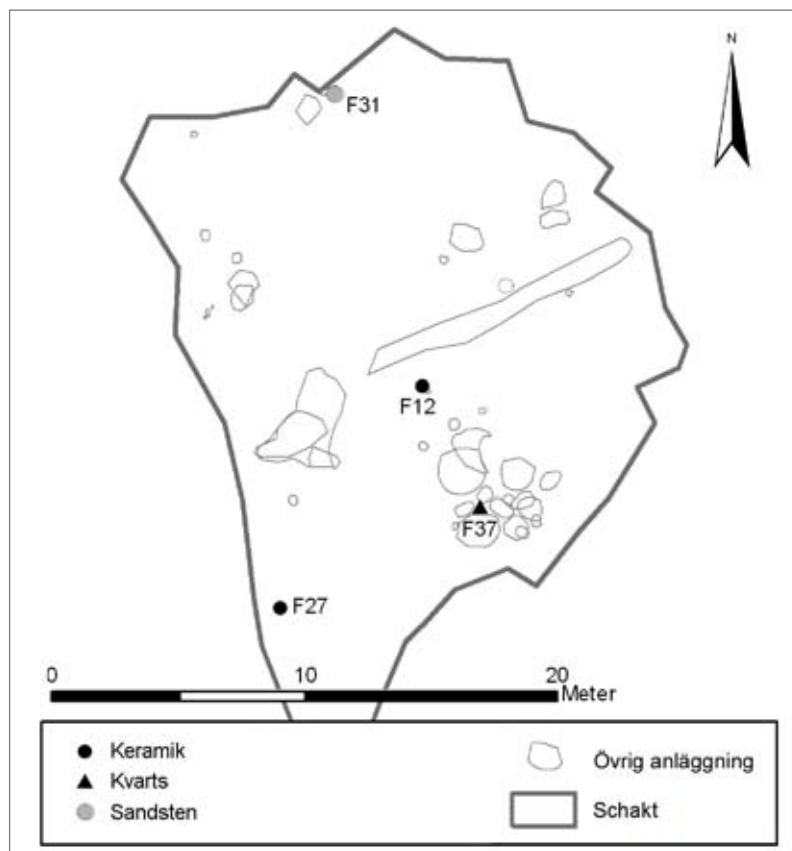 N
F31
F12
F37
F27
0 10 20
Meter
Keramik
Kvarts
Sandsten
Övrig anläggning
Schakt